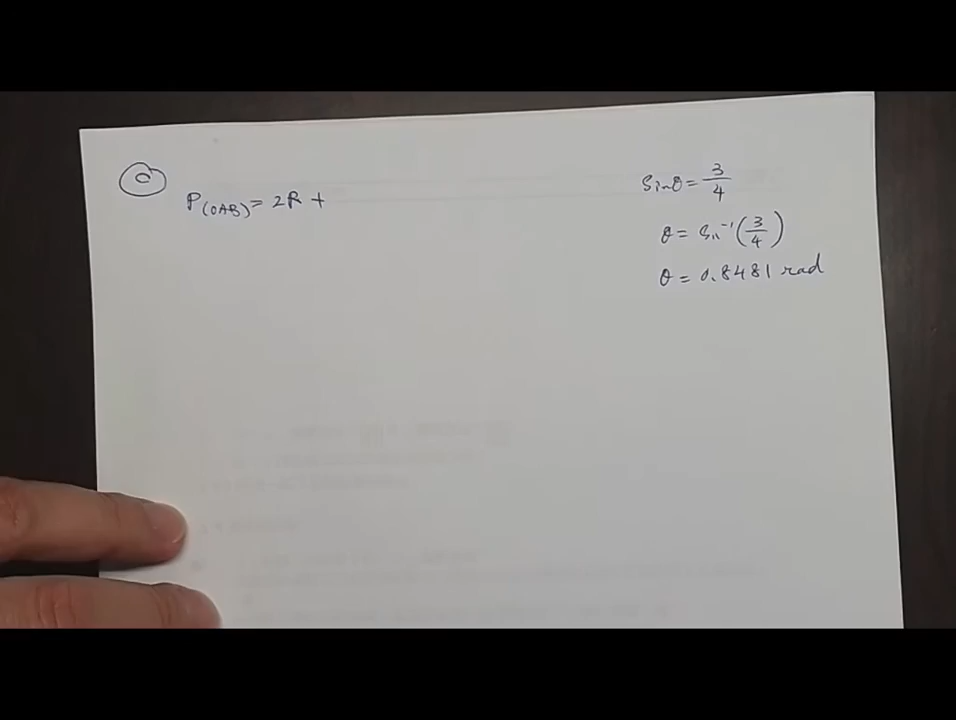 C
P(OAB) = 2R +
Sinθ = 3/4
θ = Sin⁻¹(3/4)
θ = 0.8481 rad